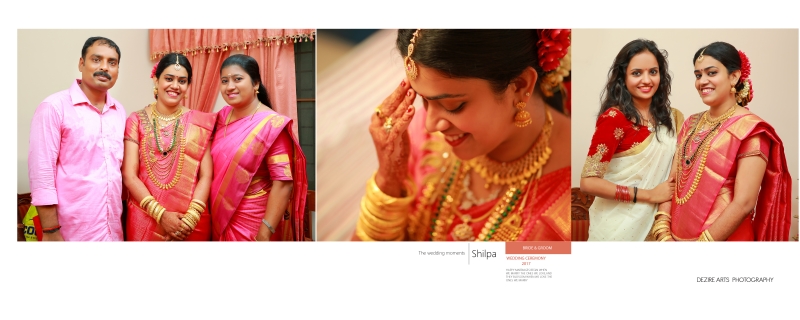 The wedding moments
Shilpa
BRIDE & GROOM
WEDDING CEREMONY
2017
DEZIRE ARTS PHOTOGRAPHY